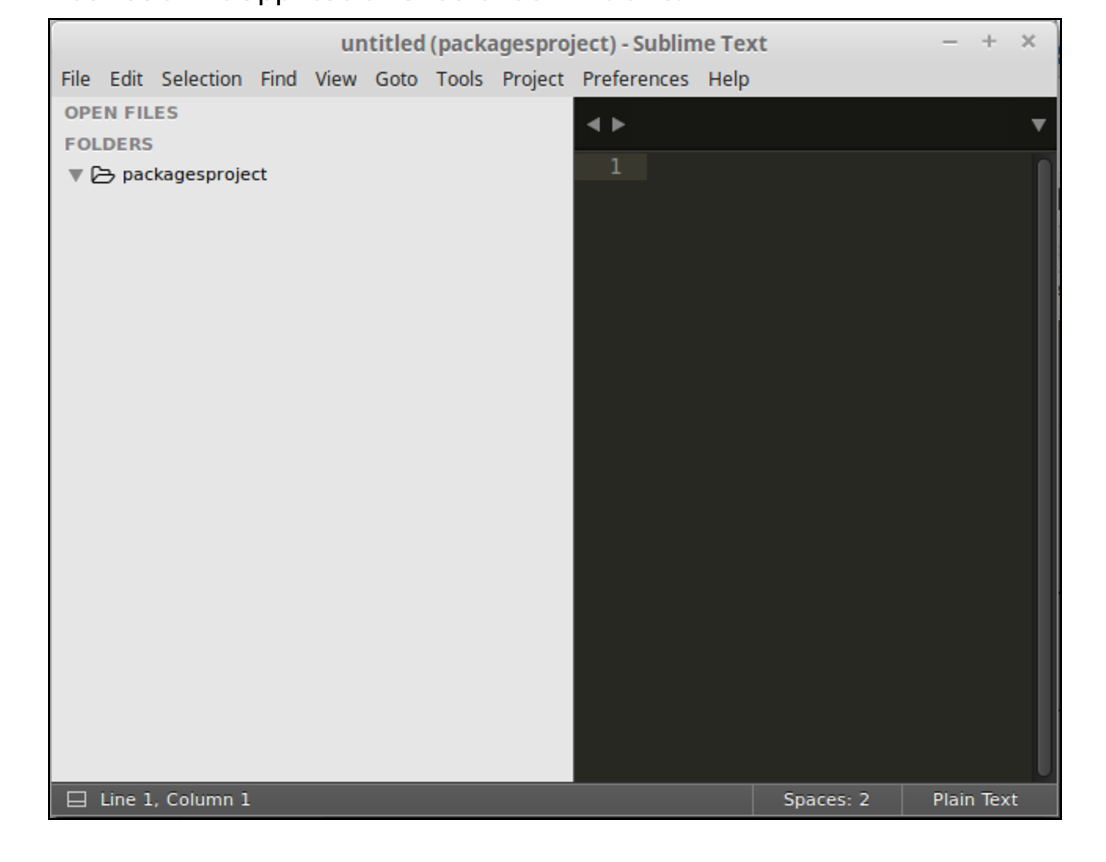 untitled (packagesproject) - Sublime Text
File Edit Selection Find View Goto Tools Project Preferences Help
OPEN FILES
FOLDERS
packagesproject
1
Line 1, Column 1
Spaces: 2
Plain Text